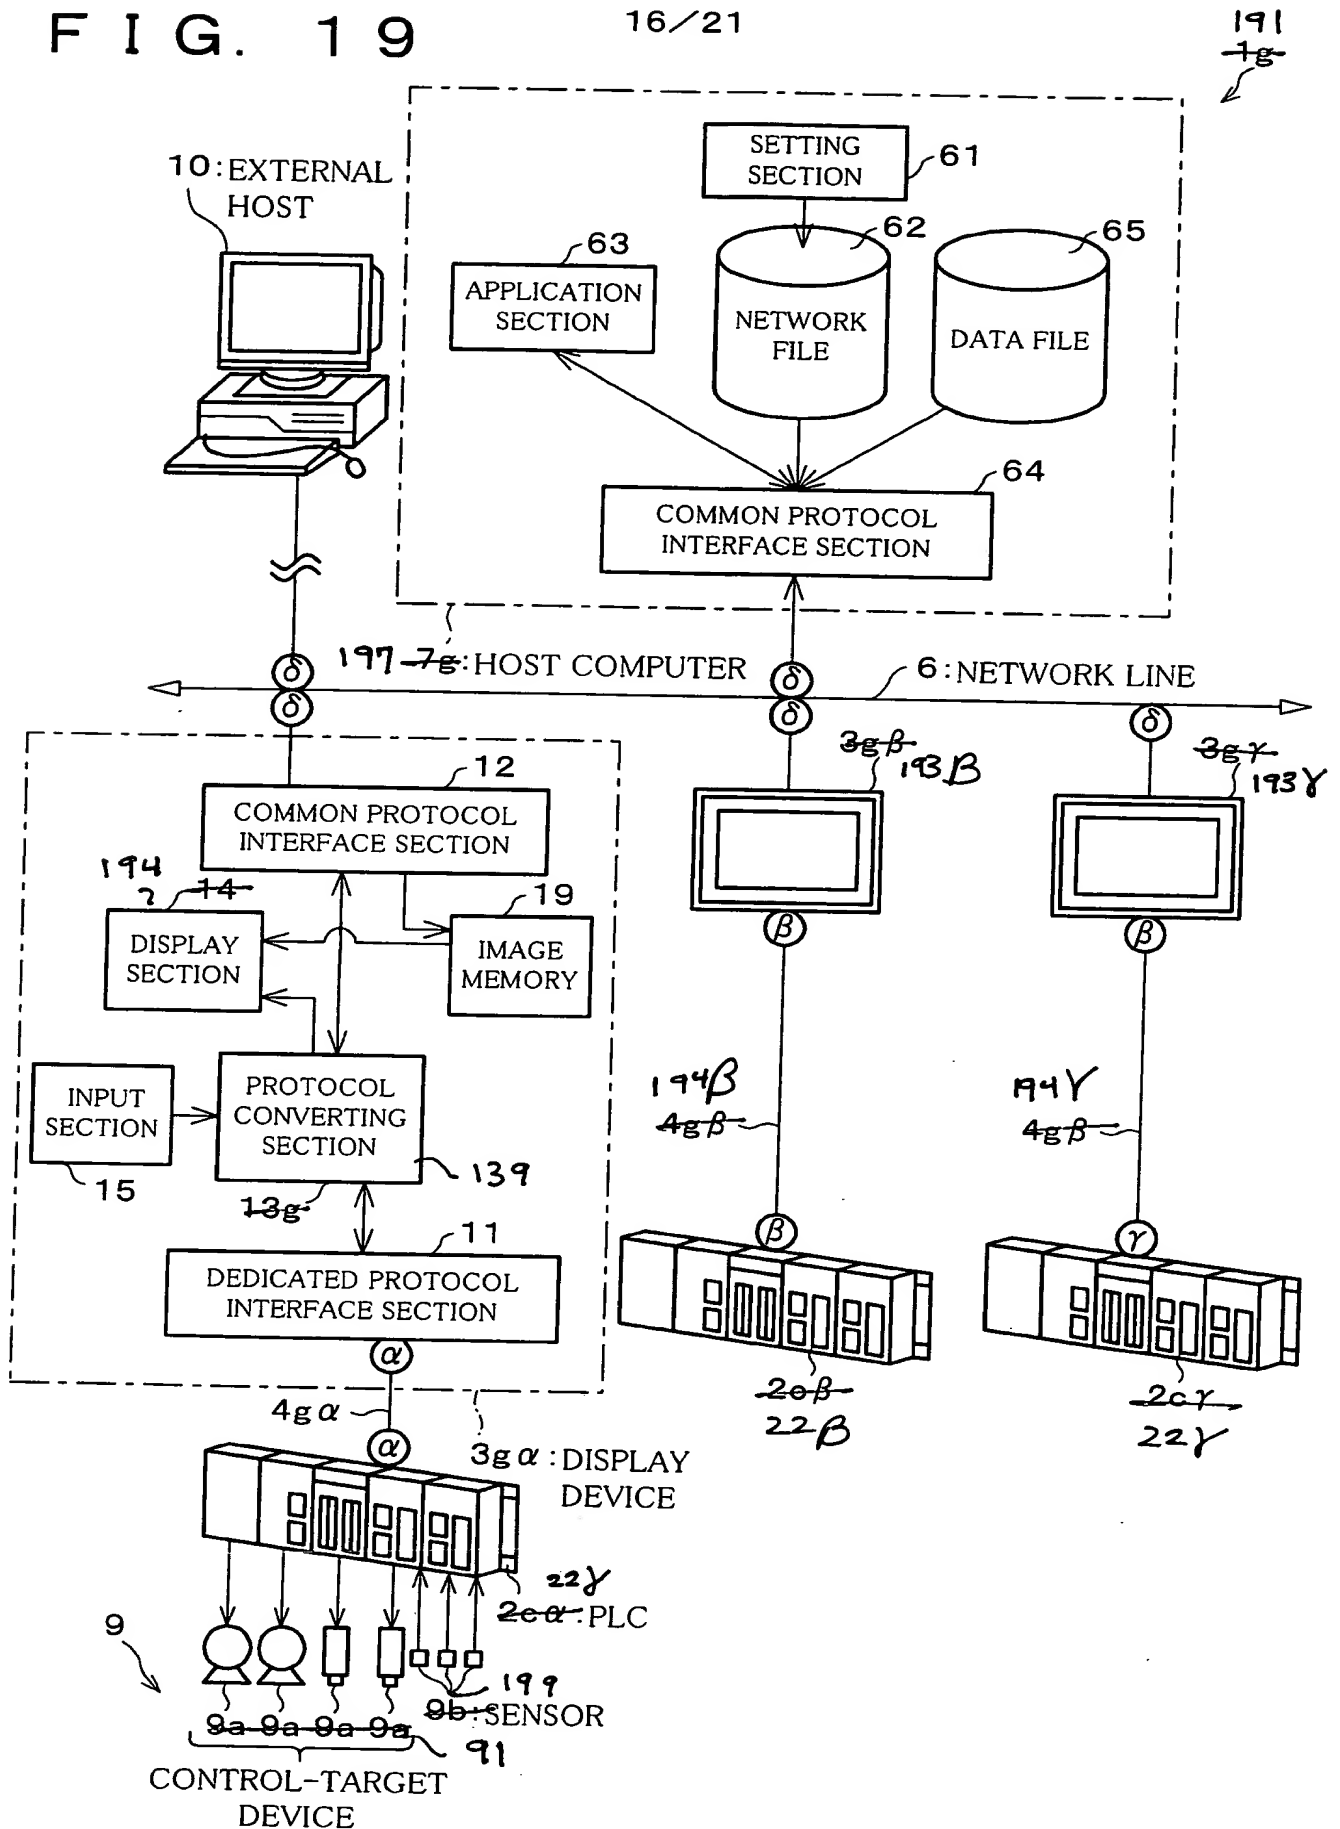 FIG. 19
16/21
191
1g
10:EXTERNAL
HOST
SETTING
SECTION
61
62
65
63
APPLICATION
SECTION
NETWORK
FILE
DATA FILE
64
COMMON PROTOCOL
INTERFACE SECTION
197 7g:HOST COMPUTER
6:NETWORK LINE
δ
δ
δ
δ
δ
3gβ
193β
3gγ
193γ
12
COMMON PROTOCOL
INTERFACE SECTION
194
14
19
DISPLAY
SECTION
IMAGE
MEMORY
β
β
INPUT
SECTION
15
PROTOCOL
CONVERTING
SECTION
139
13g
194β
4gβ
194γ
4gβ
11
DEDICATED PROTOCOL
INTERFACE SECTION
α
β
γ
4gα
α
3gα:DISPLAY
DEVICE
2cβ
22β
2cγ
22γ
22γ
2cα:PLC
9
199
9b:SENSOR
9a 9a 9a 9a
91
CONTROL-TARGET
DEVICE